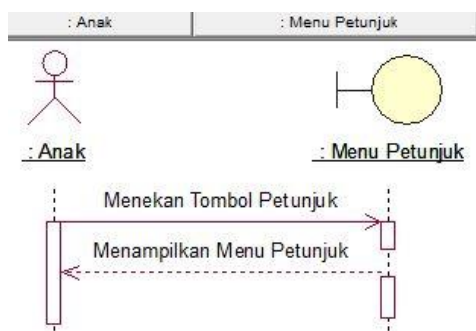 : Anak : Menu Petunjuk
: Anak : Menu Petunjuk
Menekan Tombol Petunjuk
Menampilkan Menu Petunjuk